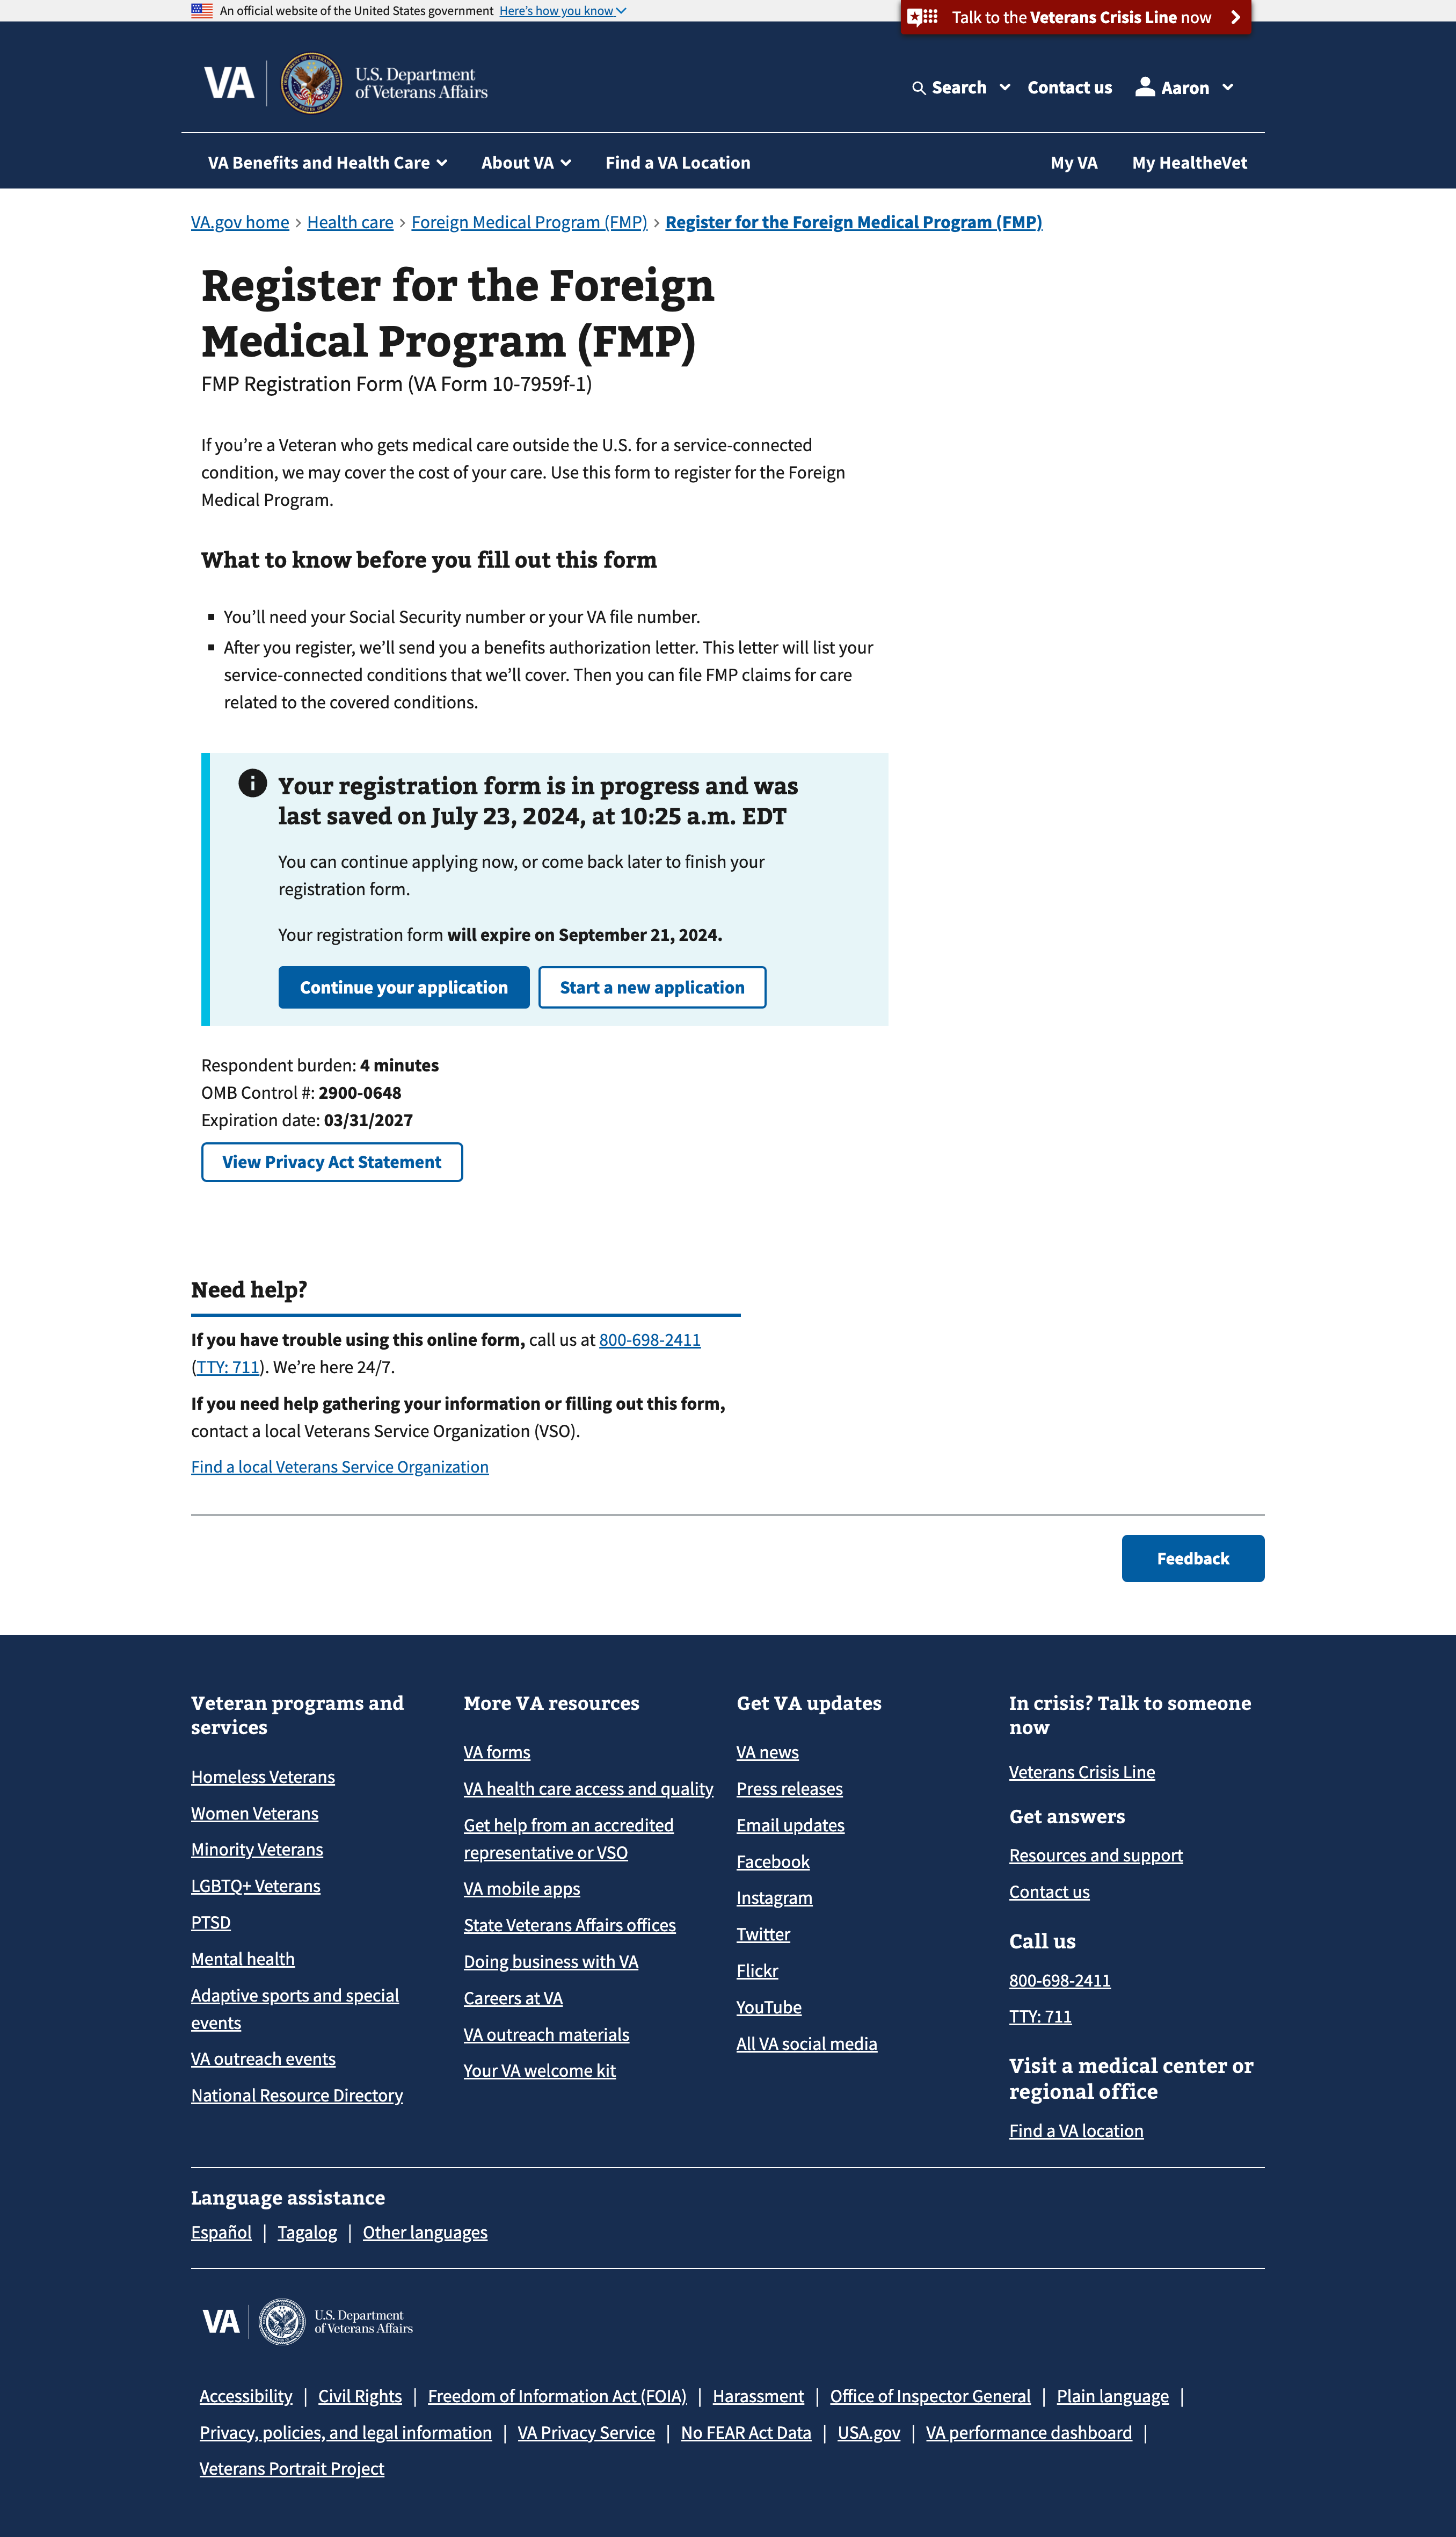 An official website of the United States government Here's how you know
Talk to the Veterans Crisis Line now
VA
U.S. Department
of Veterans Affairs
Search
Contact us
Aaron
VA Benefits and Health Care
About VA
Find a VA Location
My VA
My HealtheVet
VA.gov home › Health care › Foreign Medical Program (FMP) › Register for the Foreign Medical Program (FMP)
Register for the Foreign
Medical Program (FMP)
FMP Registration Form (VA Form 10-7959f-1)
If you're a Veteran who gets medical care outside the U.S. for a service-connected
condition, we may cover the cost of your care. Use this form to register for the Foreign
Medical Program.
What to know before you fill out this form
You'll need your Social Security number or your VA file number.
After you register, we'll send you a benefits authorization letter. This letter will list your
service-connected conditions that we'll cover. Then you can file FMP claims for care
related to the covered conditions.
Your registration form is in progress and was
last saved on July 23, 2024, at 10:25 a.m. EDT
You can continue applying now, or come back later to finish your
registration form.
Your registration form will expire on September 21, 2024.
Continue your application
Start a new application
Respondent burden: 4 minutes
OMB Control #: 2900-0648
Expiration date: 03/31/2027
View Privacy Act Statement
Need help?
If you have trouble using this online form, call us at 800-698-2411
(TTY: 711). We're here 24/7.
If you need help gathering your information or filling out this form,
contact a local Veterans Service Organization (VSO).
Find a local Veterans Service Organization
Feedback
Veteran programs and
services
Homeless Veterans
Women Veterans
Minority Veterans
LGBTQ+ Veterans
PTSD
Mental health
Adaptive sports and special
events
VA outreach events
National Resource Directory
More VA resources
VA forms
VA health care access and quality
Get help from an accredited
representative or VSO
VA mobile apps
State Veterans Affairs offices
Doing business with VA
Careers at VA
VA outreach materials
Your VA welcome kit
Get VA updates
VA news
Press releases
Email updates
Facebook
Instagram
Twitter
Flickr
YouTube
All VA social media
In crisis? Talk to someone
now
Veterans Crisis Line
Get answers
Resources and support
Contact us
Call us
800-698-2411
TTY: 711
Visit a medical center or
regional office
Find a VA location
Language assistance
Español | Tagalog | Other languages
VA
U.S. Department
of Veterans Affairs
Accessibility | Civil Rights | Freedom of Information Act (FOIA) | Harassment | Office of Inspector General | Plain language |
Privacy, policies, and legal information | VA Privacy Service | No FEAR Act Data | USA.gov | VA performance dashboard |
Veterans Portrait Project